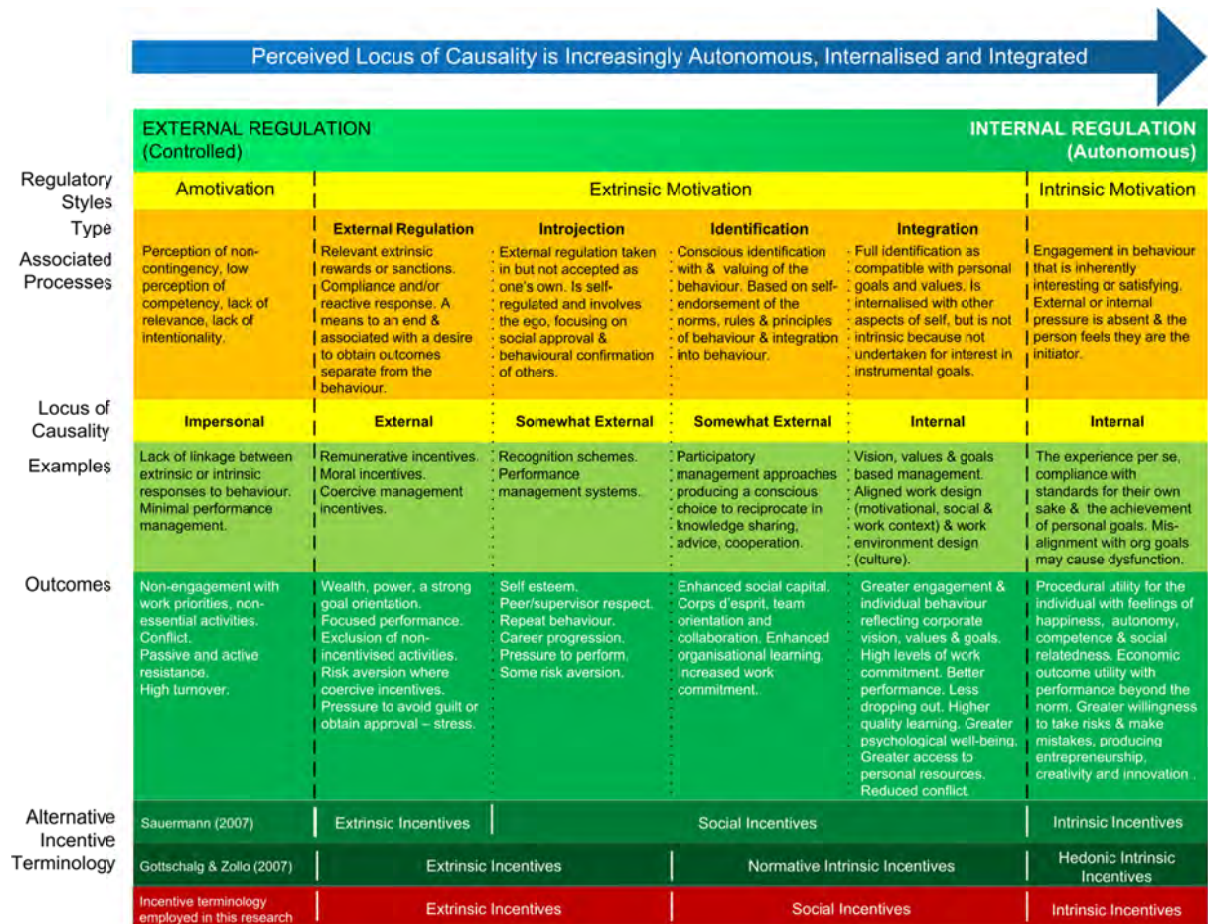 Perceived Locus of Causality is Increasingly Autonomous, Internalised and Integrated
EXTERNAL REGULATION
(Controlled)
INTERNAL REGULATION
(Autonomous)
Regulatory
Styles
Amotivation
Extrinsic Motivation
Intrinsic Motivation
Type
External Regulation
Introjection
Identification
Integration
Associated
Processes
Perception of non-
contingency, low
perception of
competency, lack of
relevance, lack of
intentionality.
Relevant extrinsic
rewards or sanctions.
Compliance and/or
reactive response. A
means to an end &
associated with a desire
to obtain outcomes
separate from the
behaviour.
External regulation taken
in but not accepted as
one's own. Is self-
regulated and involves
the ego, focusing on
social approval &
behavioural confirmation
of others.
Conscious identification
with & valuing of the
behaviour. Based on self-
endorsement of the
norms, rules & principles
of behaviour & integration
into behaviour.
Full identification as
compatible with personal
goals and values. Is
internalised with other
aspects of self, but is not
intrinsic because not
undertaken for interest in
instrumental goals.
Engagement in behaviour
that is inherently
interesting or satisfying.
External or internal
pressure is absent & the
person feels they are the
initiator.
Locus of
Causality
Impersonal
External
Somewhat External
Somewhat External
Internal
Internal
Examples
Lack of linkage between
extrinsic or intrinsic
responses to behaviour.
Minimal performance
management.
Remunerative incentives.
Moral incentives.
Coercive management
incentives.
Recognition schemes.
Performance
management systems.
Participatory
management approaches
producing a conscious
choice to reciprocate in
knowledge sharing,
advice, cooperation.
Vision, values & goals
based management.
Aligned work design
(motivational, social &
work context) & work
environment design
(culture).
The experience per se,
compliance with
standards for their own
sake & the achievement
of personal goals. Mis-
alignment with org goals
may cause dysfunction.
Outcomes
Non-engagement with
work priorities, non-
essential activities.
Conflict.
Passive and active
resistance.
High turnover.
Wealth, power, a strong
goal orientation.
Focused performance.
Exclusion of non-
incentivised activities.
Risk aversion where
coercive incentives.
Pressure to avoid guilt or
obtain approval – stress.
Self esteem.
Peer/supervisor respect.
Repeat behaviour.
Career progression.
Pressure to perform.
Some risk aversion.
Enhanced social capital.
Corps d'esprit, team
orientation and
collaboration. Enhanced
organisational learning.
Increased work
commitment.
Greater engagement &
individual behaviour
reflecting corporate
vision, values & goals.
High levels of work
commitment. Better
performance. Less
dropping out. Higher
quality learning. Greater
psychological well-being.
Greater access to
personal resources.
Reduced conflict
Procedural utility for the
individual with feelings of
happiness, autonomy,
competence & social
relatedness. Economic
outcome utility with
performance beyond the
norm. Greater willingness
to take risks & make
mistakes, producing
entrepreneurship,
creativity and innovation.
Alternative
Incentive
Terminology
Sauermann (2007)
Extrinsic Incentives
Social Incentives
Intrinsic Incentives
Gottschalg & Zollo (2007)
Extrinsic Incentives
Normative Intrinsic Incentives
Hedonic Intrinsic
Incentives
Incentive terminology
employed in this research
Extrinsic Incentives
Social Incentives
Intrinsic Incentives